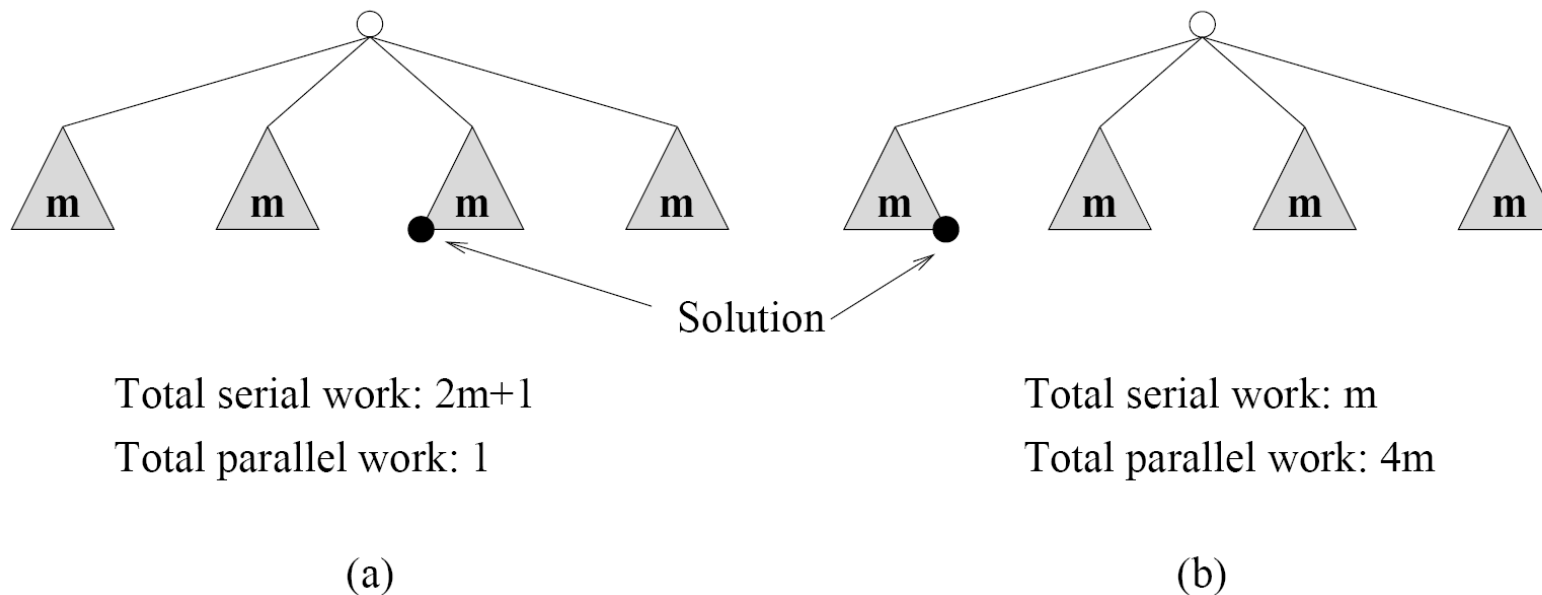 m m m m m m m m
Solution
Total serial work: 2m+1
Total parallel work: 1
(a)
Total serial work: m
Total parallel work: 4m
(b)